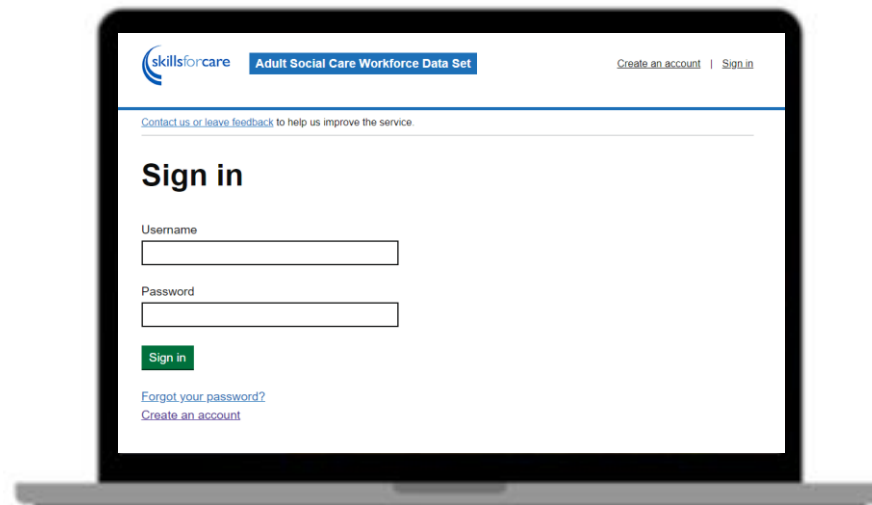 skillsforcare Adult Social Care Workforce Data Set Create an account | Sign in
Contact us or leave feedback to help us improve the service.
Sign in
Username
Password
Sign in
Forgot your password?
Create an account